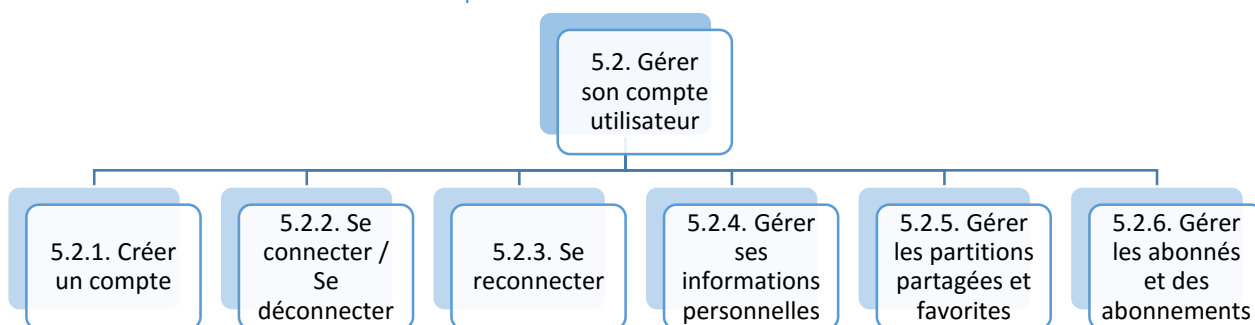 5.2. Gérer
son compte
utilisateur
5.2.1. Créer
un compte
5.2.2. Se
connecter /
Se
déconnecter
5.2.3. Se
reconnecter
5.2.4. Gérer
ses
informations
personnelles
5.2.5. Gérer
les partitions
partagées et
favorites
5.2.6. Gérer
les abonnés
et des
abonnements